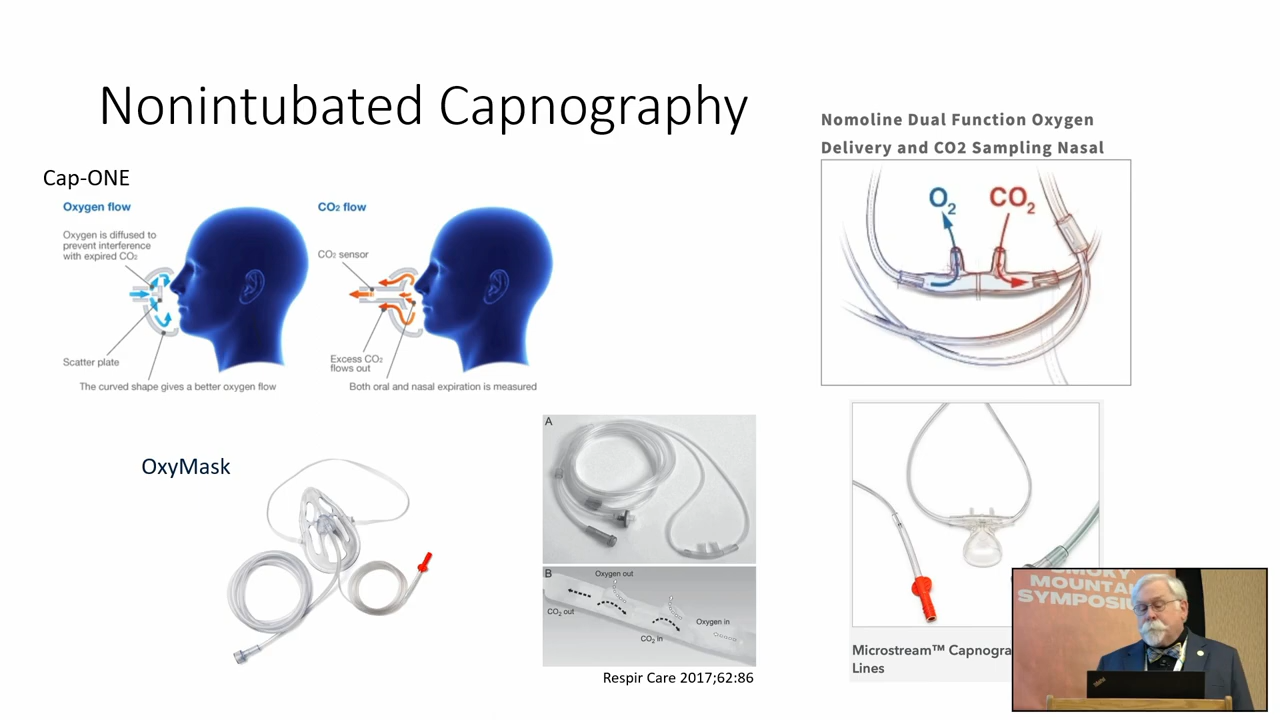 Nonintubated Capnography
Nomoline Dual Function Oxygen
Delivery and CO2 Sampling Nasal
Cap-ONE
Oxygen flow
Oxygen is diffused to
prevent interference
with expired CO₂
Scatter plate
The curved shape gives a better oxygen flow
CO₂ flow
CO₂ sensor
Excess CO₂
flows out
Both oral and nasal expiration is measured
O₂
CO₂
OxyMask
A
B
Oxygen out
CO₂ out
CO₂ in
Oxygen in
Respir Care 2017;62:86
Microstream™ Capnogra
Lines
SMOKY
MOUNTA
SYMPOSIU